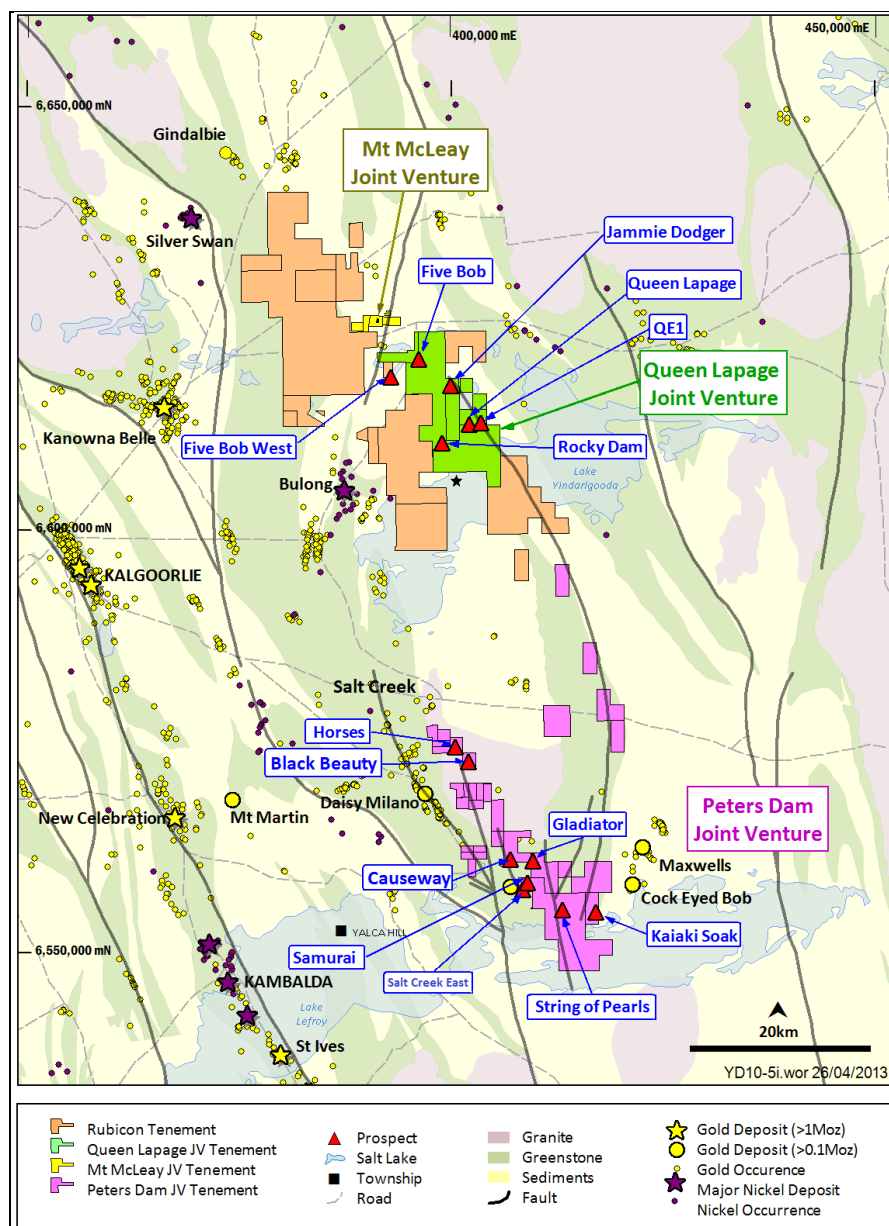 400,000 mE
450,000 mE
6,650,000 mN
Gindalbie
Mt McLeay
Joint Venture
Silver Swan
Jammie Dodger
Five Bob
Queen Lapage
QE1
Queen Lapage
Joint Venture
Kanowna Belle
Five Bob West
Rocky Dam
Bulong
Lake
Yindarlgooda
6,600,000 mN
KALGOORLIE
Salt Creek
Horses
Black Beauty
Daisy Milano
Peters Dam
Joint Venture
New Celebration
Mt Martin
Gladiator
Maxwells
Causeway
Cock Eyed Bob
YALCA HILL
Kaiaki Soak
6,550,000 mN
Samurai
Salt Creek East
KAMBALDA
String of Pearls
Lake
Lefroy
20km
St Ives
YD10-5i.wor 26/04/2013
Rubicon Tenement
Queen Lapage JV Tenement
Mt McLeay JV Tenement
Peters Dam JV Tenement
Prospect
Salt Lake
Township
Road
Granite
Greenstone
Sediments
Fault
Gold Deposit (>1Moz)
Gold Deposit (>0.1Moz)
Gold Occurence
Major Nickel Deposit
Nickel Occurrence